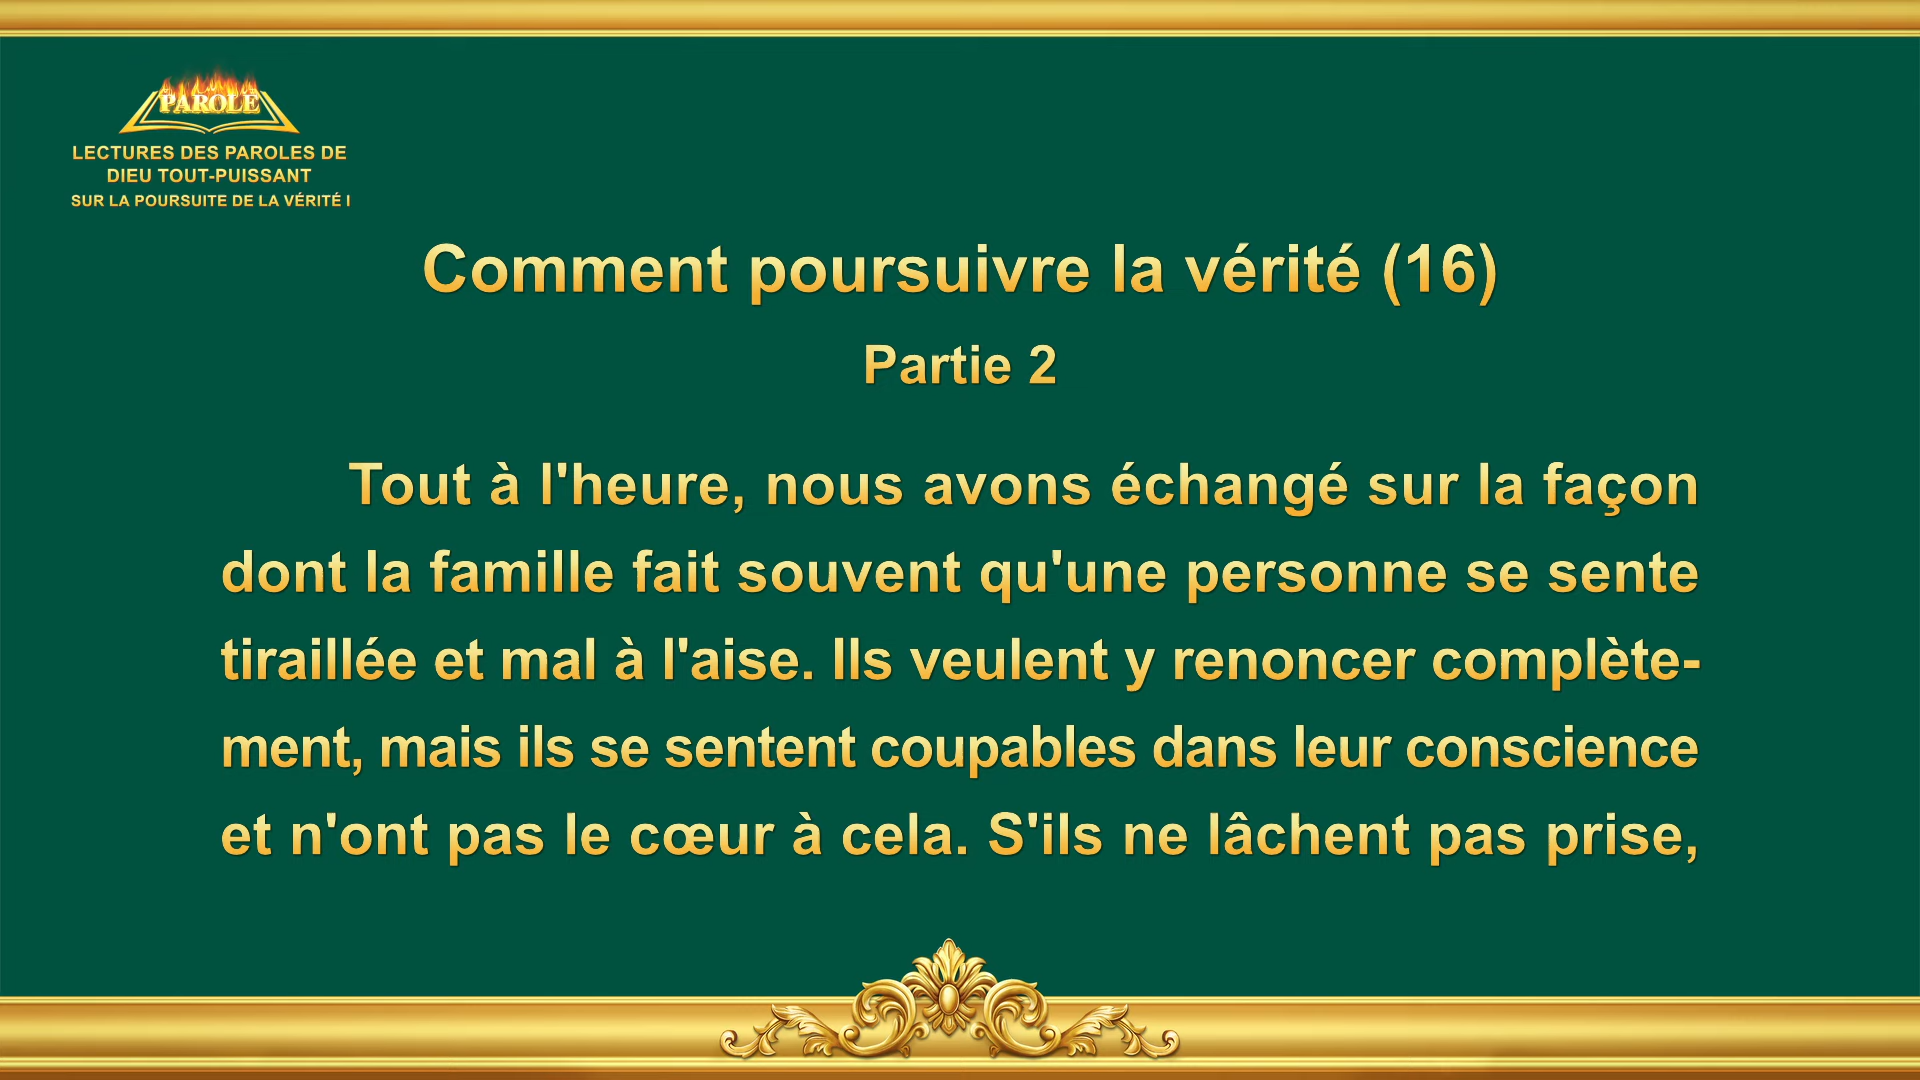 PAROLE
LECTURES DES PAROLES DE
DIEU TOUT-PUISSANT
SUR LA POURSUITE DE LA VÉRITÉ I
Comment poursuivre la vérité (16)
Partie 2
Tout à l'heure, nous avons échangé sur la façon
dont la famille fait souvent qu'une personne se sente
tiraillée et mal à l'aise. Ils veulent y renoncer complète-
ment, mais ils se sentent coupables dans leur conscience
et n'ont pas le cœur à cela. S'ils ne lâchent pas prise,